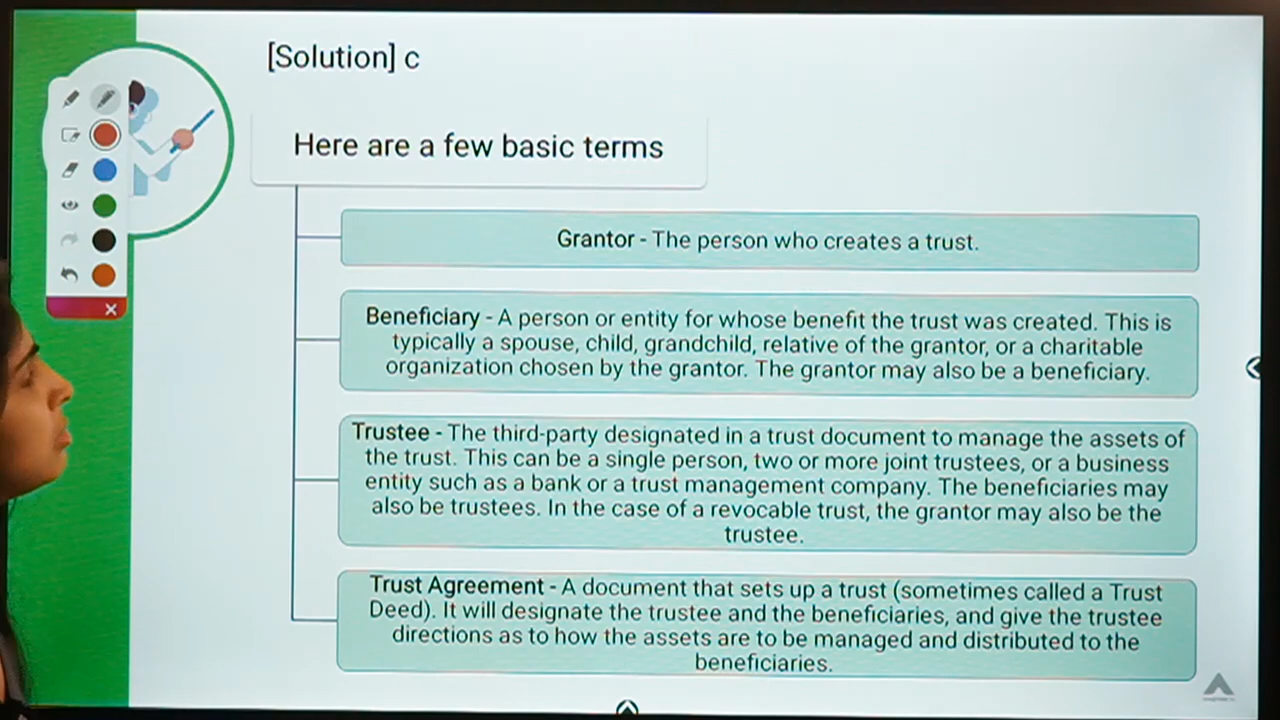 [Solution] c
Here are a few basic terms
Grantor - The person who creates a trust.
Beneficiary - A person or entity for whose benefit the trust was created. This is
typically a spouse, child, grandchild, relative of the grantor, or a charitable
organization chosen by the grantor. The grantor may also be a beneficiary.
Trustee - The third-party designated in a trust document to manage the assets of
the trust. This can be a single person, two or more joint trustees, or a business
entity such as a bank or a trust management company. The beneficiaries may
also be trustees. In the case of a revocable trust, the grantor may also be the
trustee.
Trust Agreement - A document that sets up a trust (sometimes called a Trust
Deed). It will designate the trustee and the beneficiaries, and give the trustee
directions as to how the assets are to be managed and distributed to the
beneficiaries.